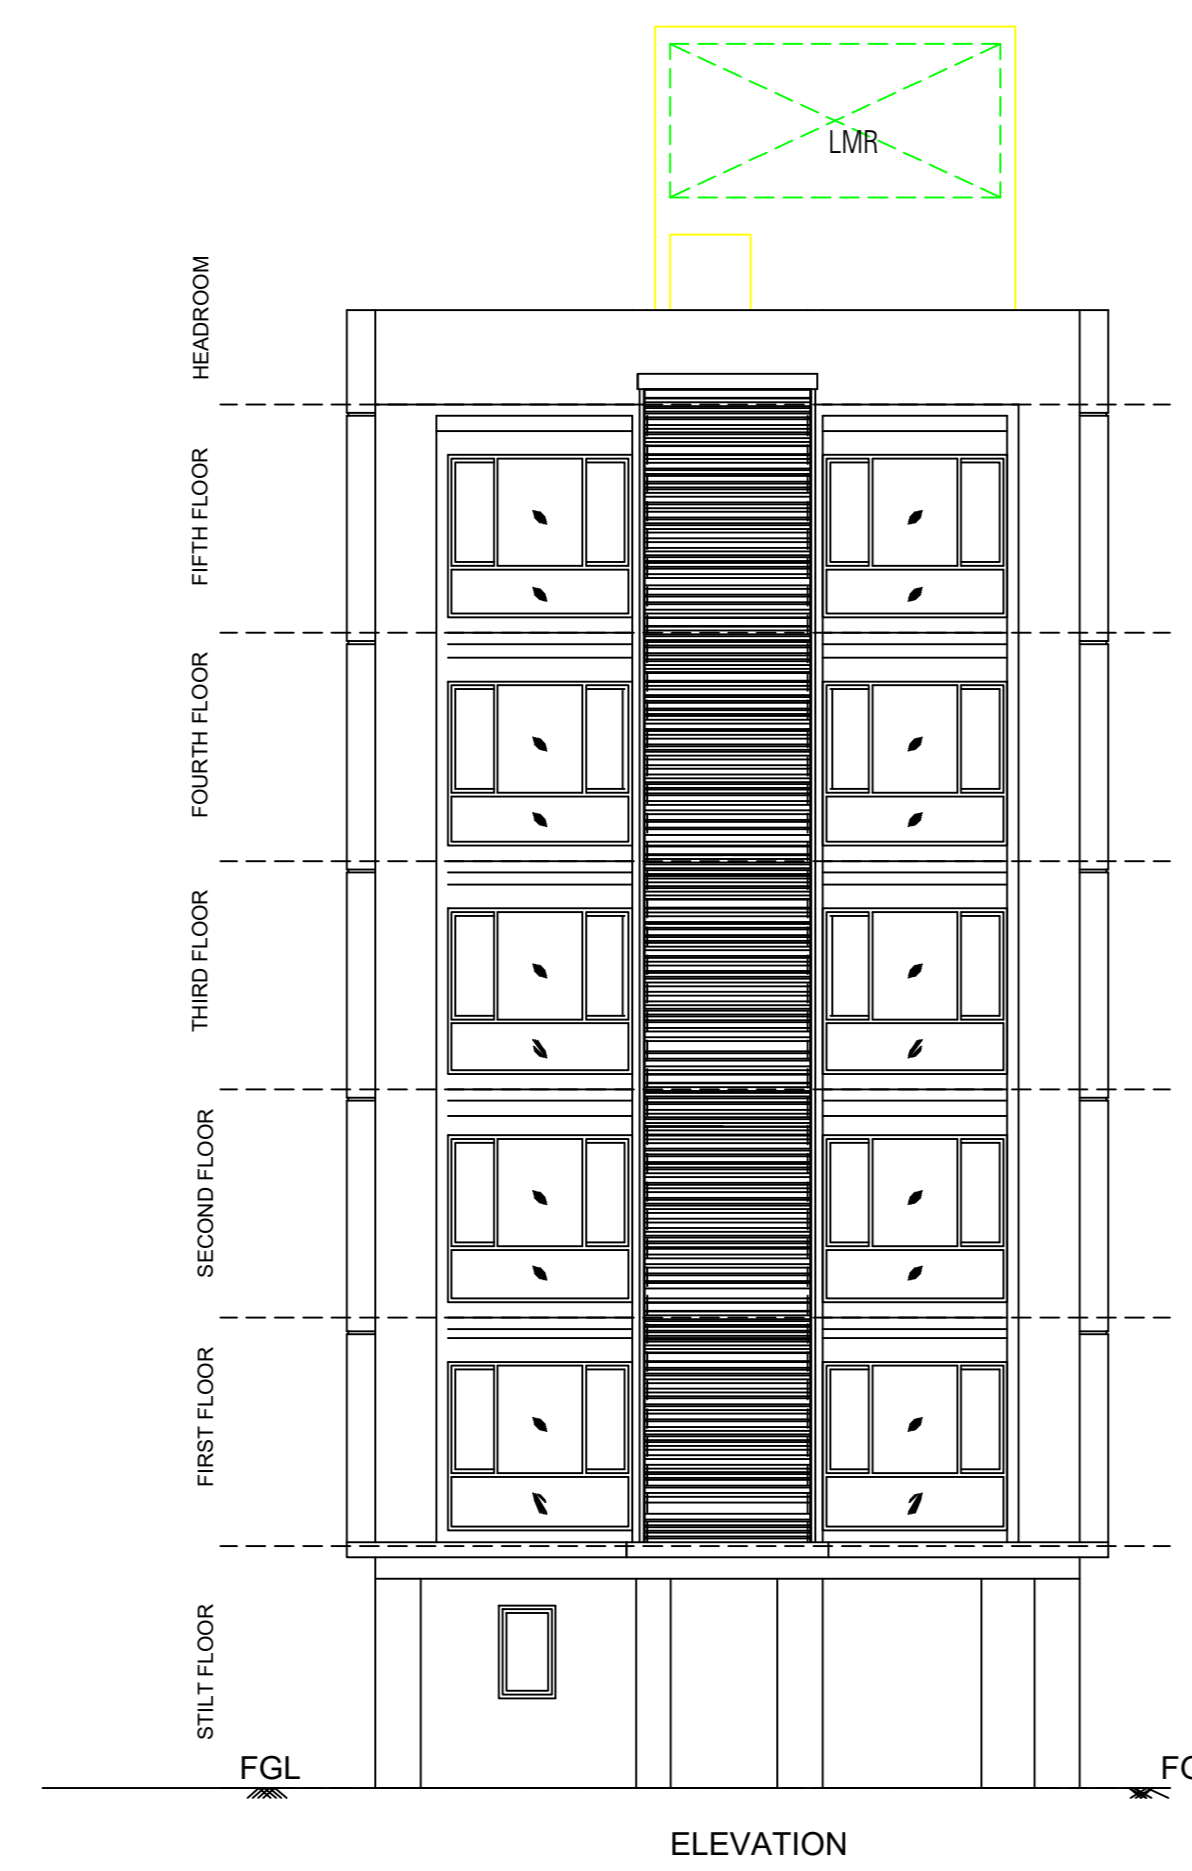 LMR
HEADROOM
FIFTH FLOOR
FOURTH FLOOR
THIRD FLOOR
SECOND FLOOR
FIRST FLOOR
STILT FLOOR
FGL
ELEVATION